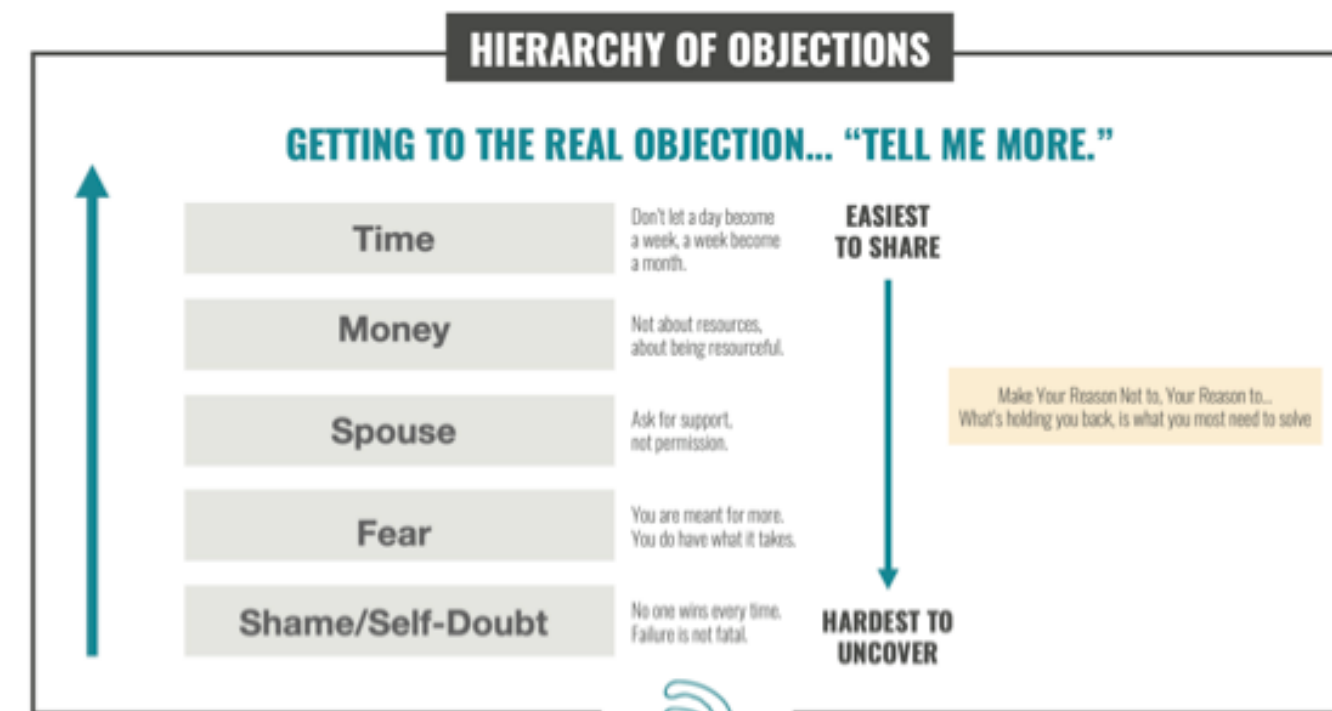 HIERARCHY OF OBJECTIONS
GETTING TO THE REAL OBJECTION... “TELL ME MORE.”
Time
Don't let a day become
a week, a week become
a month.
EASIEST
TO SHARE
Money
Not about resources,
about being resourceful.
Make Your Reason Not to, Your Reason to...
What's holding you back, is what you most need to solve
Spouse
Ask for support,
not permission.
Fear
You are meant for more.
You do have what it takes.
Shame/Self-Doubt
No one wins every time.
Failure is not fatal.
HARDEST TO
UNCOVER